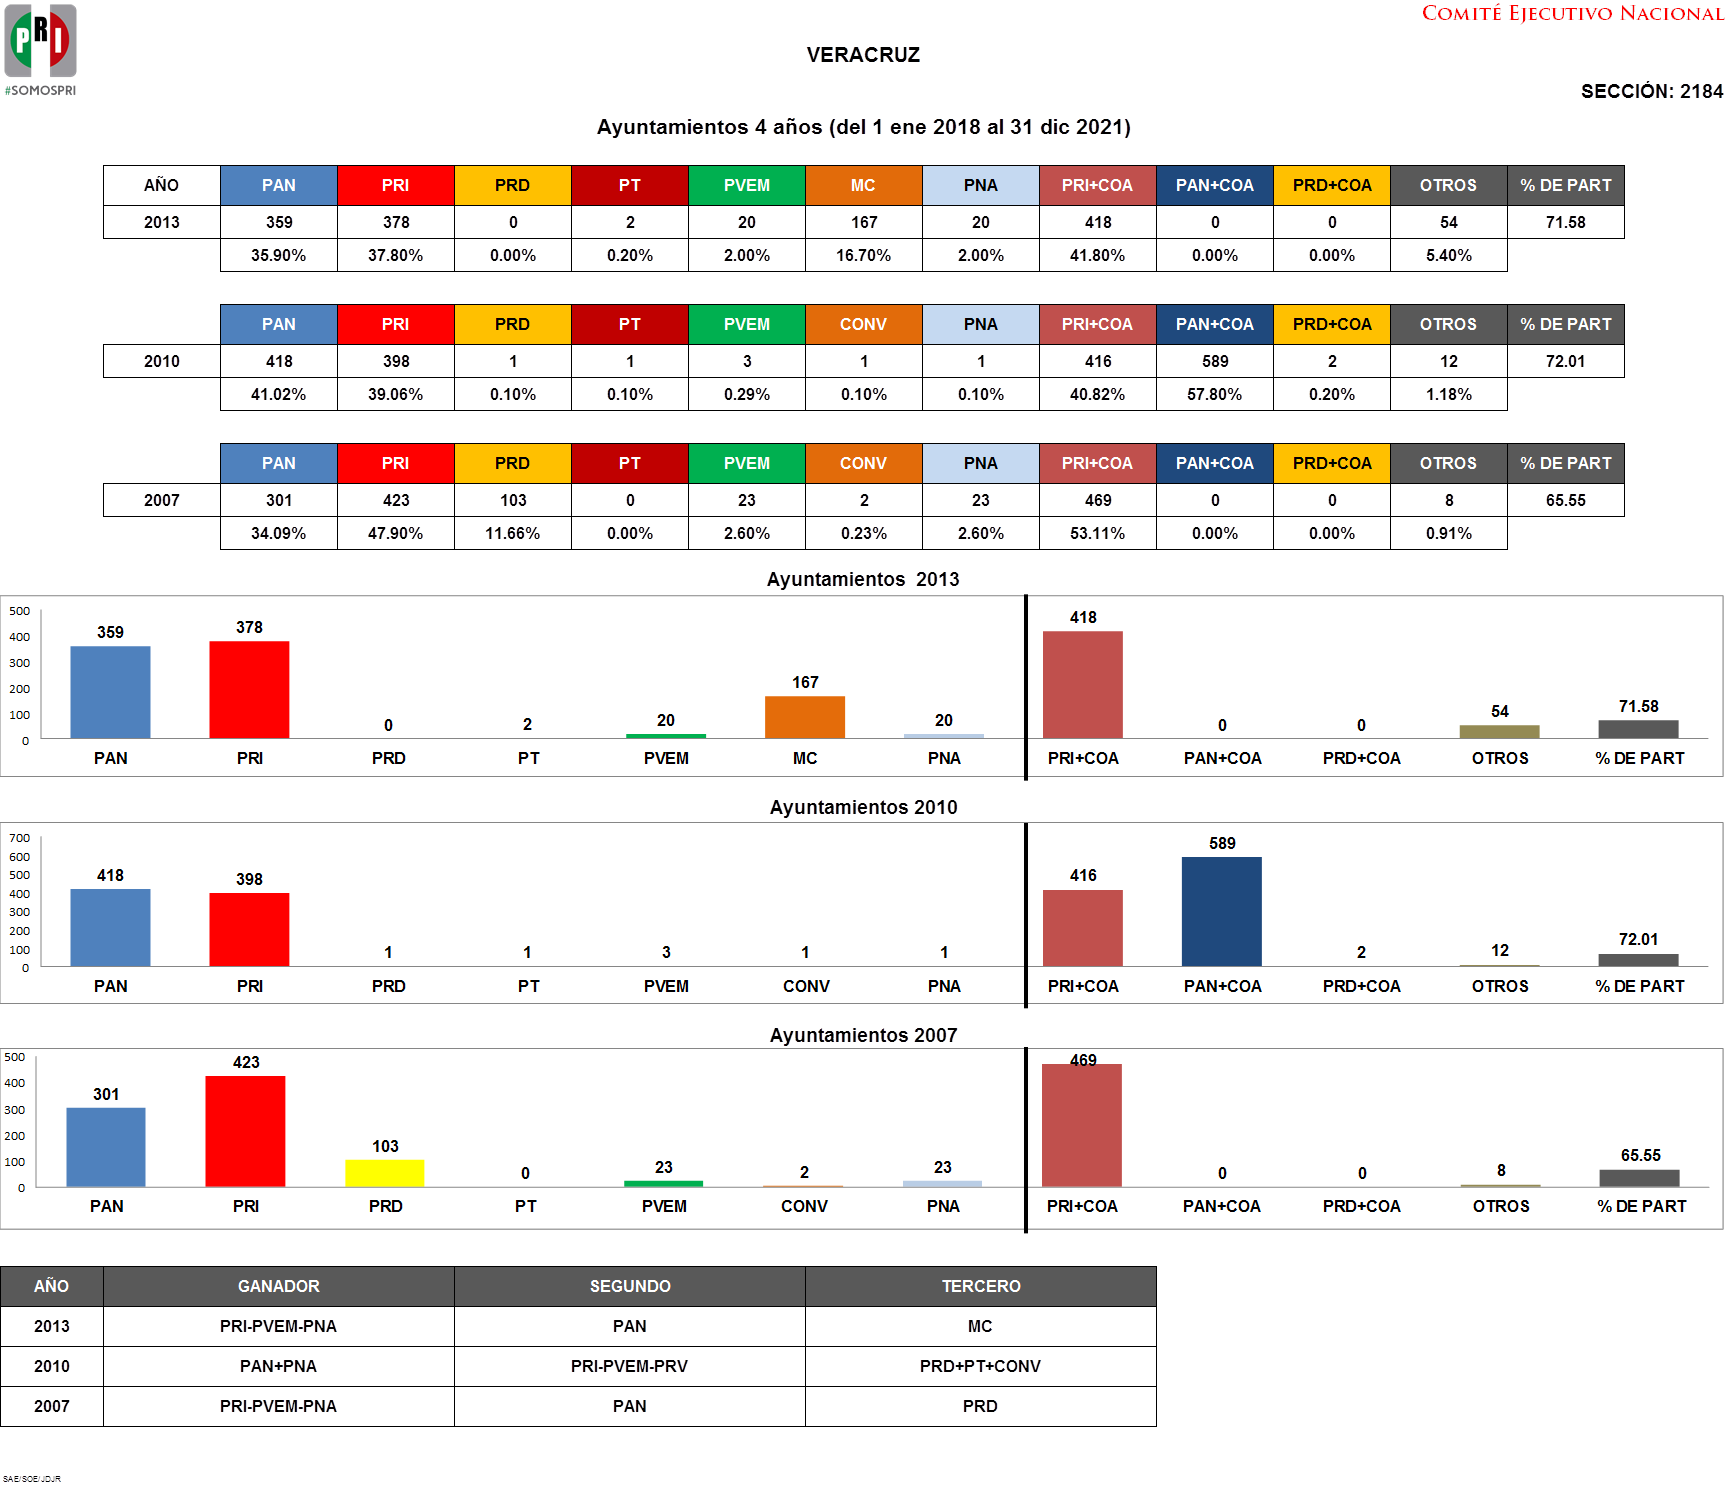 PRI
#SOMOSPRI
COMITÉ EJECUTIVO NACIONAL
VERACRUZ
SECCIÓN: 2184
Ayuntamientos 4 años (del 1 ene 2018 al 31 dic 2021)
AÑO PAN PRI PRD PT PVEM MC PNA PRI+COA PAN+COA PRD+COA OTROS % DE PART
2013 359 378 0 2 20 167 20 418 0 0 54 71.58
35.90% 37.80% 0.00% 0.20% 2.00% 16.70% 2.00% 41.80% 0.00% 0.00% 5.40%
PAN PRI PRD PT PVEM CONV PNA PRI+COA PAN+COA PRD+COA OTROS % DE PART
2010 418 398 1 1 3 1 1 416 589 2 12 72.01
41.02% 39.06% 0.10% 0.10% 0.29% 0.10% 0.10% 40.82% 57.80% 0.20% 1.18%
PAN PRI PRD PT PVEM CONV PNA PRI+COA PAN+COA PRD+COA OTROS % DE PART
2007 301 423 103 0 23 2 23 469 0 0 8 65.55
34.09% 47.90% 11.66% 0.00% 2.60% 0.23% 2.60% 53.11% 0.00% 0.00% 0.91%
Ayuntamientos 2013
500
400
300
200
100
0
359 378 0 2 20 167 20 418 0 0 54 71.58
PAN PRI PRD PT PVEM MC PNA PRI+COA PAN+COA PRD+COA OTROS % DE PART
Ayuntamientos 2010
700
600
500
400
300
200
100
0
418 398 1 1 3 1 1 416 589 2 12 72.01
PAN PRI PRD PT PVEM CONV PNA PRI+COA PAN+COA PRD+COA OTROS % DE PART
Ayuntamientos 2007
500
400
300
200
100
0
301 423 103 0 23 2 23 469 0 0 8 65.55
PAN PRI PRD PT PVEM CONV PNA PRI+COA PAN+COA PRD+COA OTROS % DE PART
AÑO GANADOR SEGUNDO TERCERO
2013 PRI-PVEM-PNA PAN MC
2010 PAN+PNA PRI-PVEM-PRV PRD+PT+CONV
2007 PRI-PVEM-PNA PAN PRD
SAE/SOE/JDJR